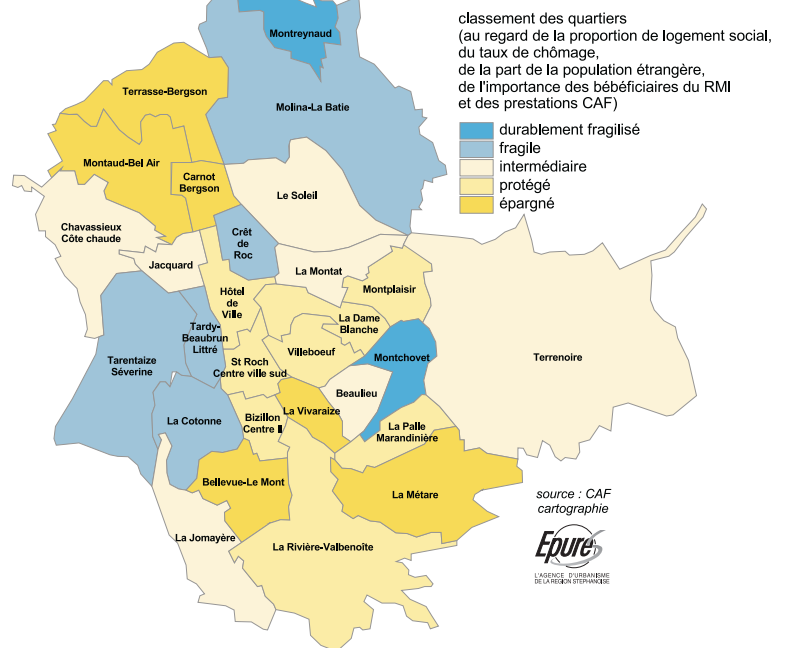 classement des quartiers
(au regard de la proportion de logement social,
du taux de chômage,
de la part de la population étrangère,
de l'importance des bébéficiaires du RMI
et des prestations CAF)
durablement fragilisé
fragile
intermédiaire
protégé
épargné
Montreynaud
Terrasse-Bergson
Molina-La Batie
Montaud-Bel Air
Carnot
Bergson
Le Soleil
Chavassieux
Côte chaude
Crêt
de
Roc
Jacquard
La Montat
Hôtel
de
Ville
Montplaisir
La Dame
Blanche
Tardy-
Beaubrun
Littré
Villeboeuf
Montchovet
Terrenoire
Tarentaize
Séverine
St Roch
Centre ville sud
Beaulieu
La Cotonne
Bizillon
Centre II
La Vivaraize
La Palle
Marandinière
Bellevue-Le Mont
La Métare
La Jomayère
La Rivière-Valbenoîte
source : CAF
cartographie
Epures
L'AGENCE D'URBANISME
DE LA REGION STEPHANOISE